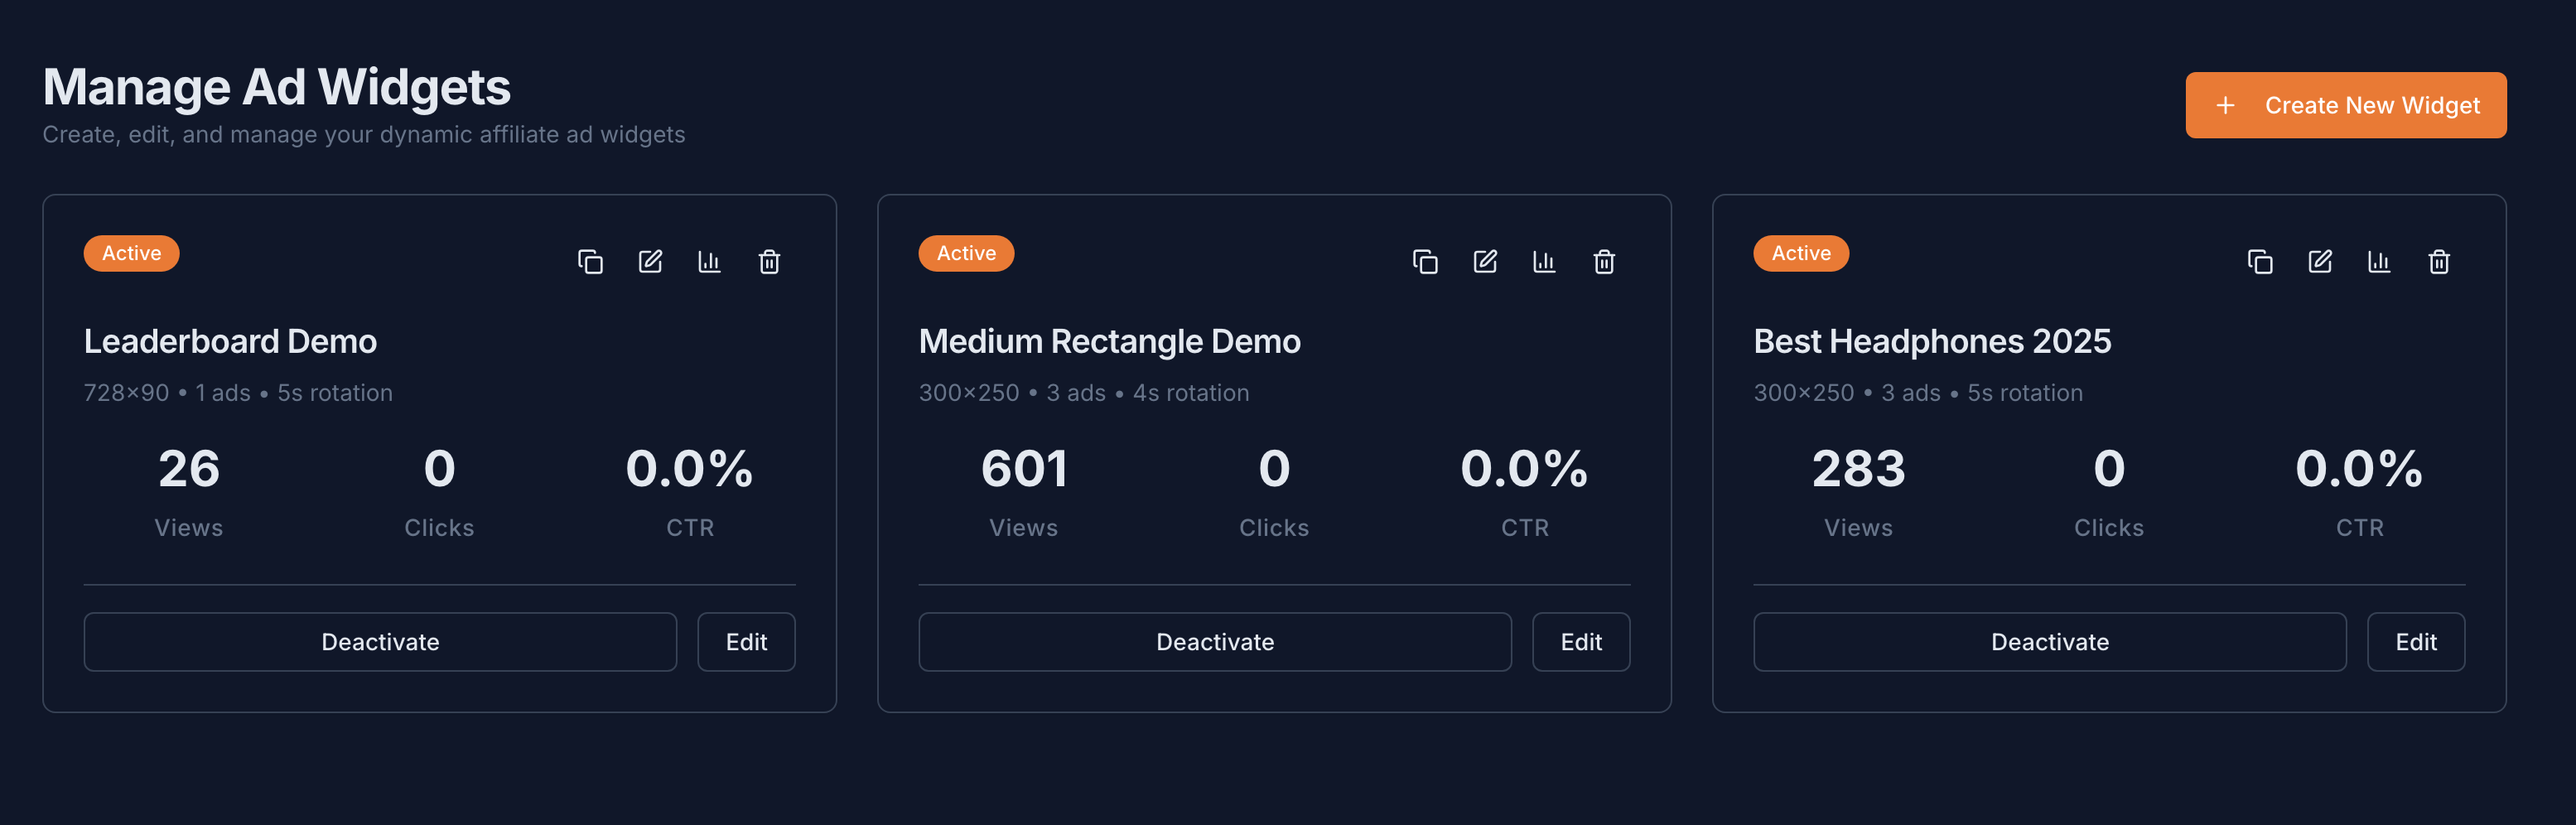 Manage Ad Widgets
Create, edit, and manage your dynamic affiliate ad widgets
+ Create New Widget
Active
Leaderboard Demo
728×90 • 1 ads • 5s rotation
26 0 0.0%
Views Clicks CTR
Deactivate Edit
Active
Medium Rectangle Demo
300×250 • 3 ads • 4s rotation
601 0 0.0%
Views Clicks CTR
Deactivate Edit
Active
Best Headphones 2025
300×250 • 3 ads • 5s rotation
283 0 0.0%
Views Clicks CTR
Deactivate Edit